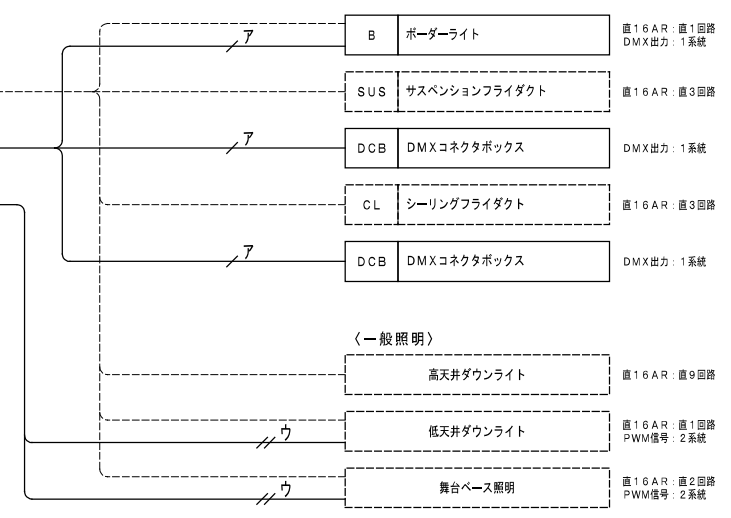 ア
B ボーダーライト
直16AR：直1回路
DMX出力：1系統
SUS サスペンションフライダクト 直16AR：直3回路
ア
DCB DMXコネクタボックス DMX出力：1系統
CL シーリングフライダクト 直16AR：直3回路
ア
DCB DMXコネクタボックス DMX出力：1系統
〈一般照明〉
高天井ダウンライト 直16AR：直9回路
ウ
低天井ダウンライト
直16AR：直1回路
PWM信号：2系統
ウ
舞台ベース照明
直16AR：直2回路
PWM信号：2系統